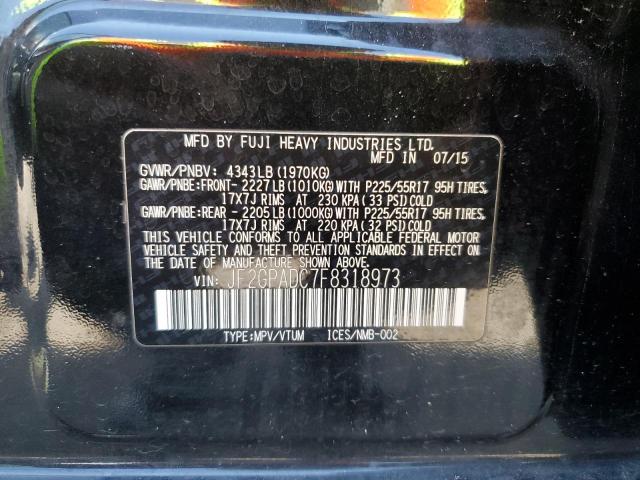 MFD BY FUJI HEAVY INDUSTRIES LTD.
MFD IN 07/15
GVWR/PNBV: 4343LB(1970KG)
GAWR/PNBE:FRONT- 2227LB(1010KG)WITH P225/55R17 95H TIRES,
17X7J RIMS AT 230 KPA(33 PSI)COLD
GAWR/PNBE:REAR - 2205LB(1000KG)WITH P225/55R17 95H TIRES,
17X7J RIMS AT 220 KPA(32 PSI)COLD
THIS VEHICLE CONFORMS TO ALL APPLICABLE FEDERAL MOTOR
VEHICLE SAFETY AND THEFT PREVENTION STANDARDS IN EFFECT ON
THE DATE OF MANUFACTURE SHOWN ABOVE.
VIN: JF2GPADC7F8318973
TYPE:MPV/VTUM ICES/NMB-002